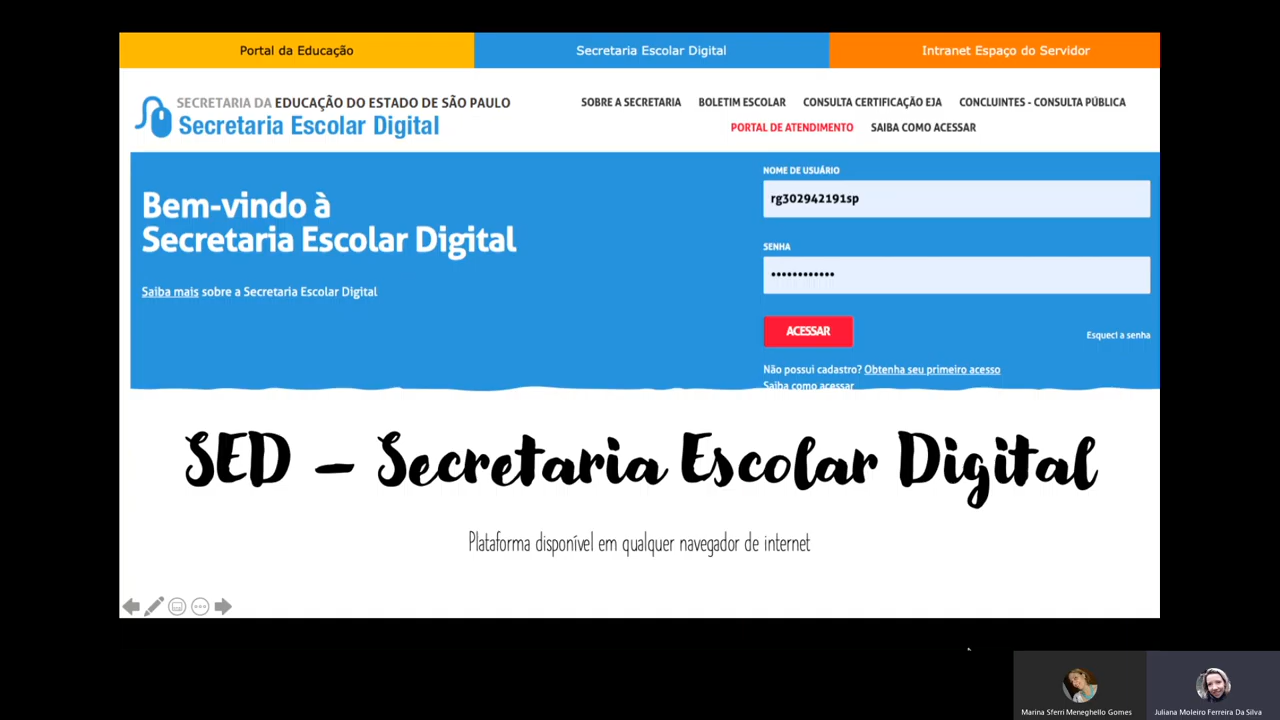 Portal da Educação
Secretaria Escolar Digital
Intranet Espaço do Servidor
SECRETARIA DA EDUCAÇÃO DO ESTADO DE SÃO PAULO
Secretaria Escolar Digital
SOBRE A SECRETARIA
BOLETIM ESCOLAR
CONSULTA CERTIFICAÇÃO EJA
CONCLUINTES - CONSULTA PÚBLICA
PORTAL DE ATENDIMENTO
SAIBA COMO ACESSAR
Bem-vindo à
Secretaria Escolar Digital
Saiba mais sobre a Secretaria Escolar Digital
NOME DE USUÁRIO
rg302942191sp
SENHA
••••••••••••
ACESSAR
Esqueci a senha
Não possui cadastro? Obtenha seu primeiro acesso
Saiba como acessar
SED - Secretaria Escolar Digital
Plataforma disponível em qualquer navegador de internet
Marina Sferri Meneghello Gomes
Juliana Moleiro Ferreira Da Silva